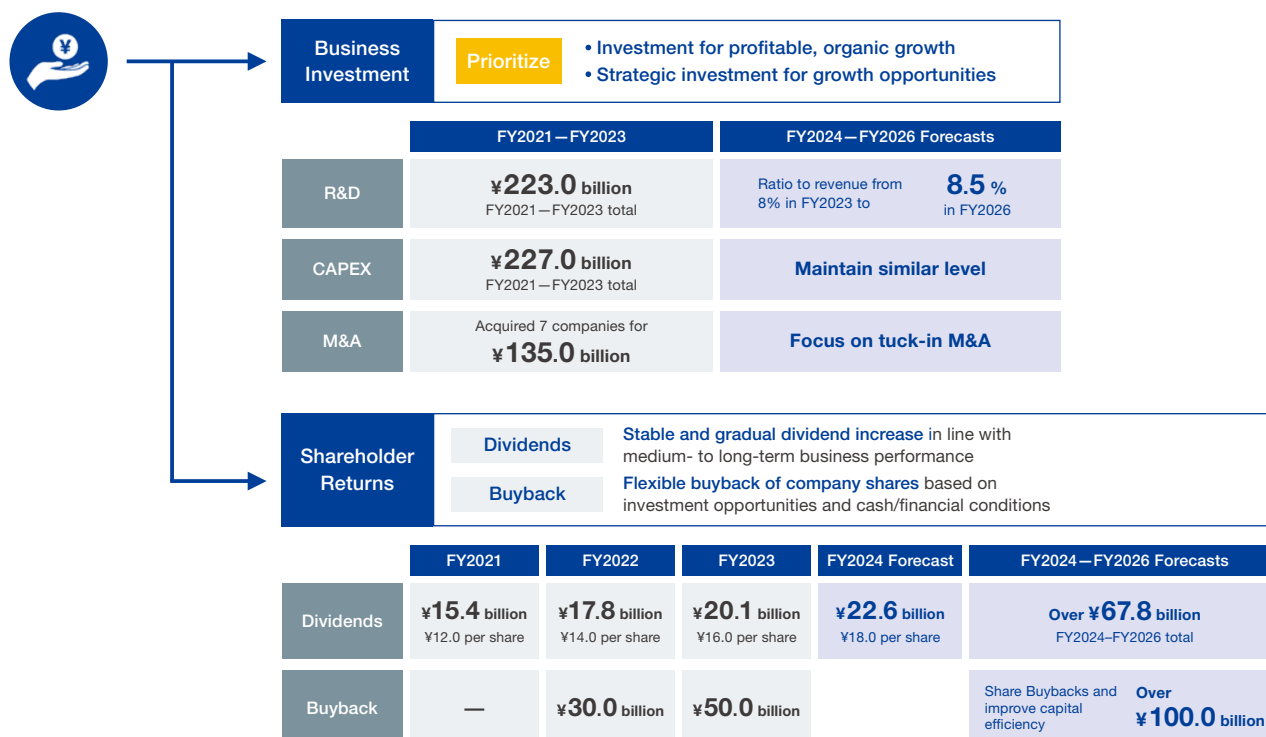 ¥
Business
Investment
Prioritize
• Investment for profitable, organic growth
• Strategic investment for growth opportunities
FY2021—FY2023
FY2024—FY2026 Forecasts
R&D
¥223.0 billion
FY2021—FY2023 total
Ratio to revenue from
8% in FY2023 to
8.5 %
in FY2026
CAPEX
¥227.0 billion
FY2021—FY2023 total
Maintain similar level
M&A
Acquired 7 companies for
¥135.0 billion
Focus on tuck-in M&A
Shareholder
Returns
Dividends
Stable and gradual dividend increase in line with
medium- to long-term business performance
Buyback
Flexible buyback of company shares based on
investment opportunities and cash/financial conditions
FY2021
FY2022
FY2023
FY2024 Forecast
FY2024—FY2026 Forecasts
Dividends
¥15.4 billion
¥12.0 per share
¥17.8 billion
¥14.0 per share
¥20.1 billion
¥16.0 per share
¥22.6 billion
¥18.0 per share
Over ¥67.8 billion
FY2024–FY2026 total
Buyback
—
¥30.0 billion
¥50.0 billion
Share Buybacks and
improve capital
efficiency
Over
¥100.0 billion